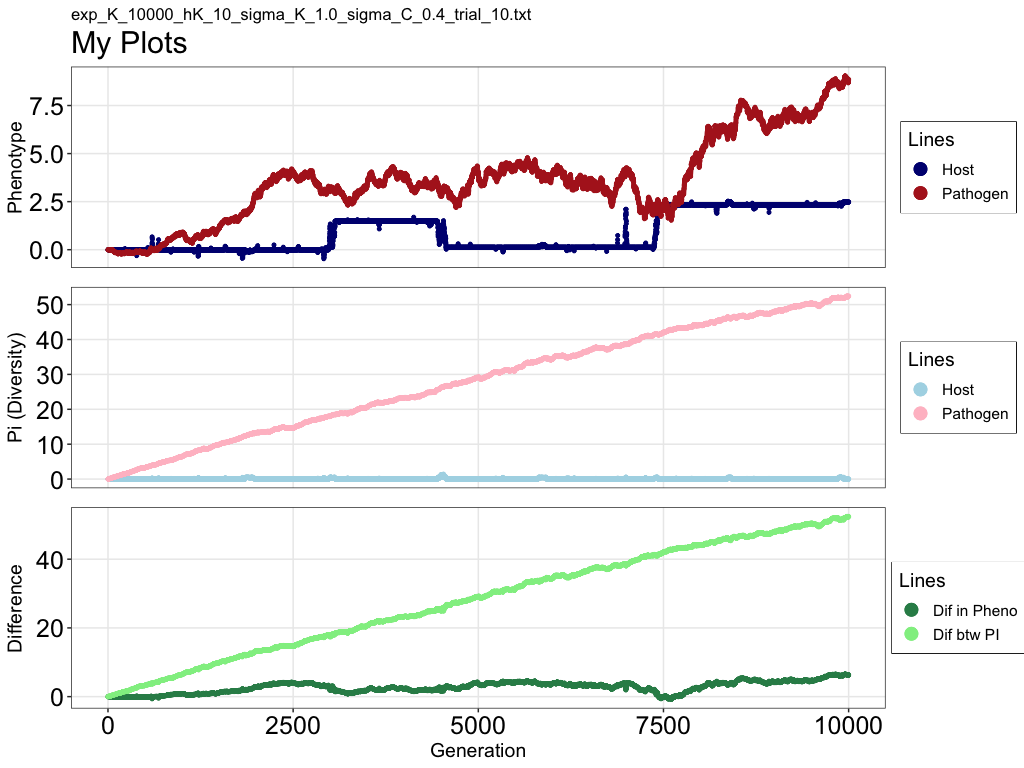 exp_K_10000_hK_10_sigma_K_1.0_sigma_C_0.4_trial_10.txt
My Plots
Phenotype
7.5
5.0
2.5
0.0
Lines
Host
Pathogen
Pi (Diversity)
50
40
30
20
10
0
Lines
Host
Pathogen
Difference
40
20
0
Lines
Dif in Pheno
Dif btw PI
0 2500 5000 7500 10000
Generation